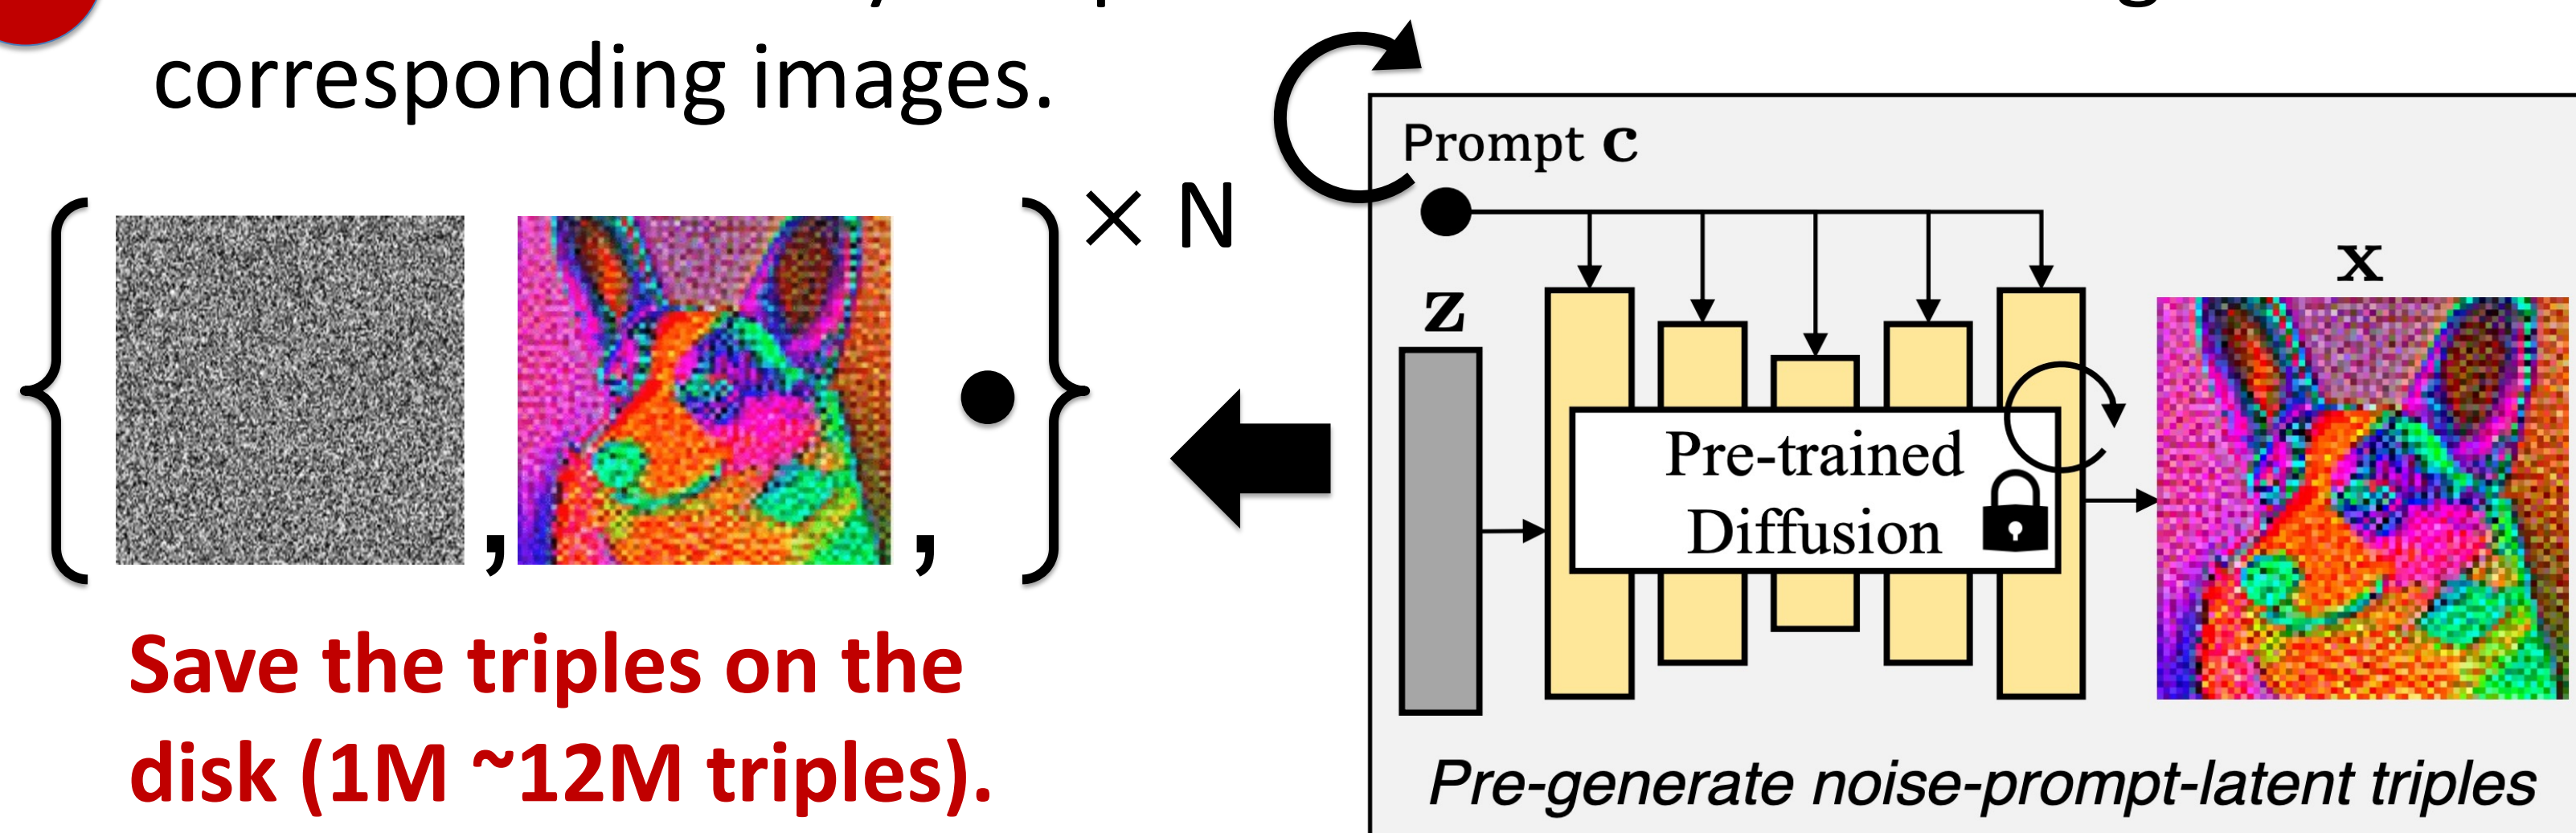 corresponding images.
× N
Prompt c
z
x
Pre-trained
Diffusion
,
,
Save the triples on the
disk (1M ~12M triples).
Pre-generate noise-prompt-latent triples